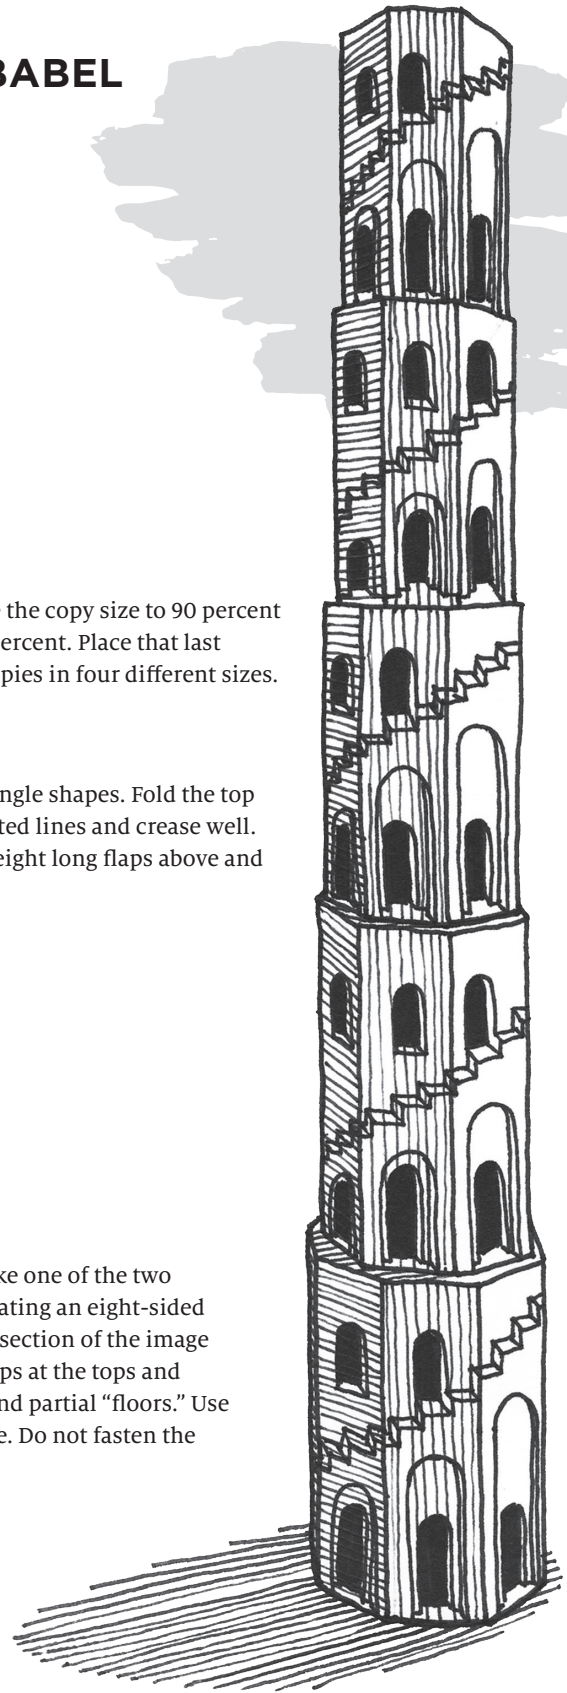 BABEL
the copy size to 90 percent
ercent. Place that last
pies in four different sizes.
ngle shapes. Fold the top
ted lines and crease well.
eight long flaps above and
ke one of the two
ating an eight-sided
section of the image
ps at the tops and
nd partial “floors.” Use
e. Do not fasten the